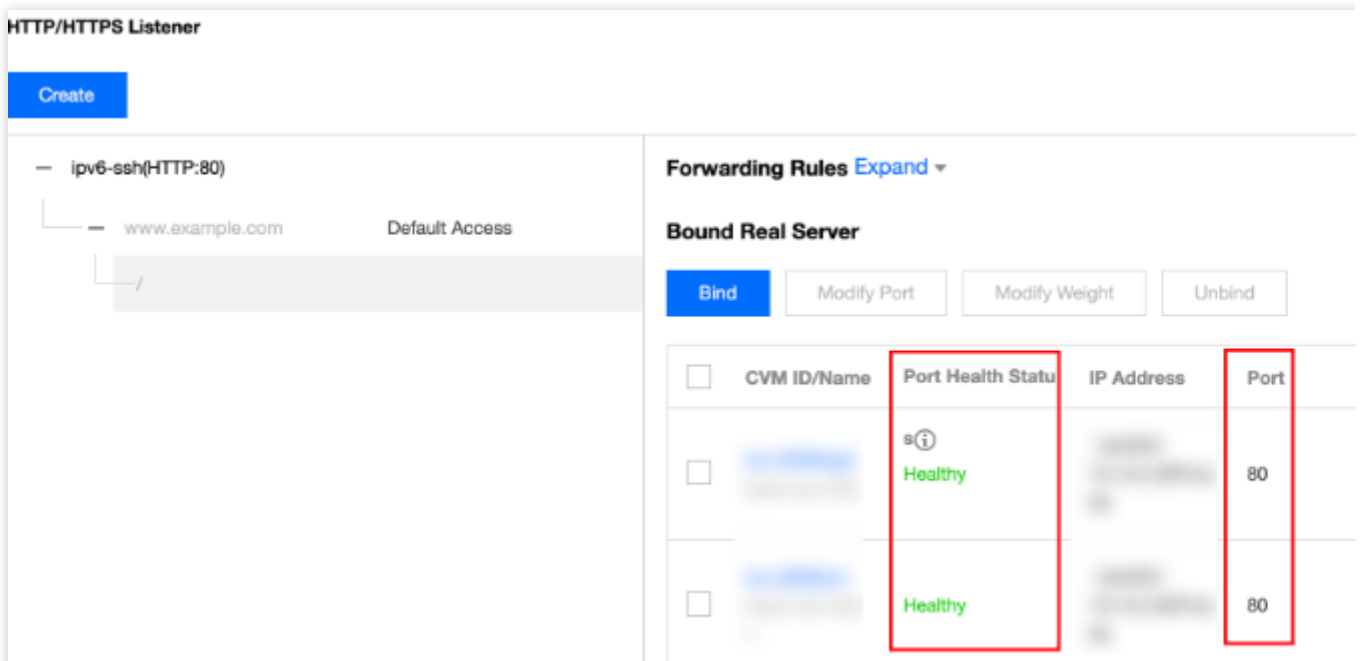 HTTP/HTTPS Listener
Create
ipv6-ssh(HTTP:80)
www.example.com Default Access
/
Forwarding Rules Expand
Bound Real Server
Bind Modify Port Modify Weight Unbind
CVM ID/Name Port Health Statu IP Address Port
s
Healthy 80
Healthy 80